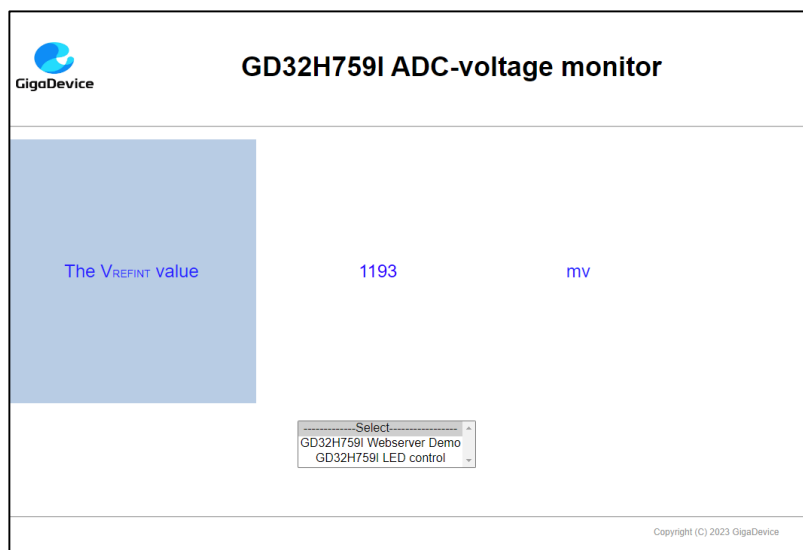 GigaDevice
GD32H759I ADC-voltage monitor
The VREFINT value 1193 mv
-------------Select-----------------
GD32H759I Webserver Demo
GD32H759I LED control
Copyright (C) 2023 GigaDevice